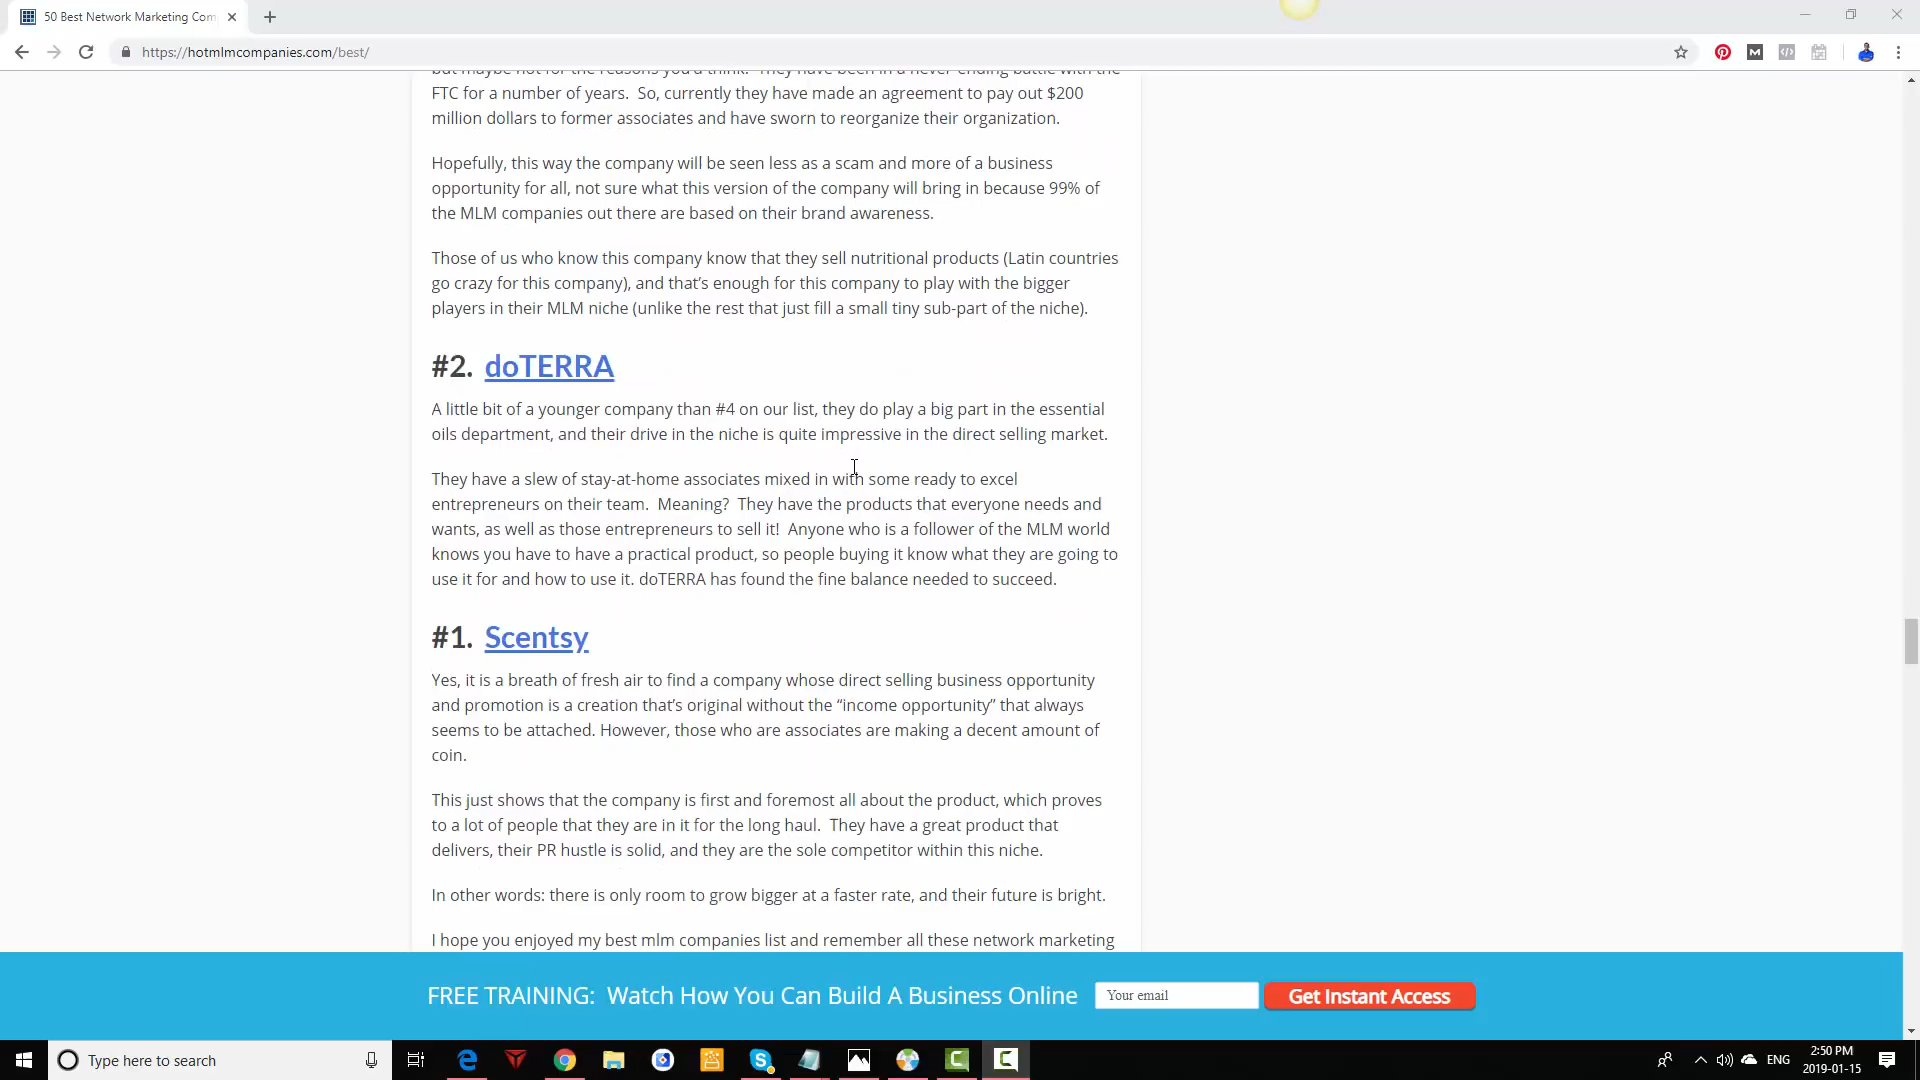 50 Best Network Marketing Com
https://hotmlmcompanies.com/best/
but maybe not for the reasons you'd think. They have been in a never ending battle with the
FTC for a number of years. So, currently they have made an agreement to pay out $200
million dollars to former associates and have sworn to reorganize their organization.
Hopefully, this way the company will be seen less as a scam and more of a business
opportunity for all, not sure what this version of the company will bring in because 99% of
the MLM companies out there are based on their brand awareness.
Those of us who know this company know that they sell nutritional products (Latin countries
go crazy for this company), and that's enough for this company to play with the bigger
players in their MLM niche (unlike the rest that just fill a small tiny sub-part of the niche).
#2. doTERRA
A little bit of a younger company than #4 on our list, they do play a big part in the essential
oils department, and their drive in the niche is quite impressive in the direct selling market.
They have a slew of stay-at-home associates mixed in with some ready to excel
entrepreneurs on their team. Meaning? They have the products that everyone needs and
wants, as well as those entrepreneurs to sell it! Anyone who is a follower of the MLM world
knows you have to have a practical product, so people buying it know what they are going to
use it for and how to use it. doTERRA has found the fine balance needed to succeed.
#1. Scentsy
Yes, it is a breath of fresh air to find a company whose direct selling business opportunity
and promotion is a creation that's original without the “income opportunity” that always
seems to be attached. However, those who are associates are making a decent amount of
coin.
This just shows that the company is first and foremost all about the product, which proves
to a lot of people that they are in it for the long haul. They have a great product that
delivers, their PR hustle is solid, and they are the sole competitor within this niche.
In other words: there is only room to grow bigger at a faster rate, and their future is bright.
I hope you enjoyed my best mlm companies list and remember all these network marketing
FREE TRAINING: Watch How You Can Build A Business Online
Your email
Get Instant Access
Type here to search
ENG
2:50 PM
2019-01-15